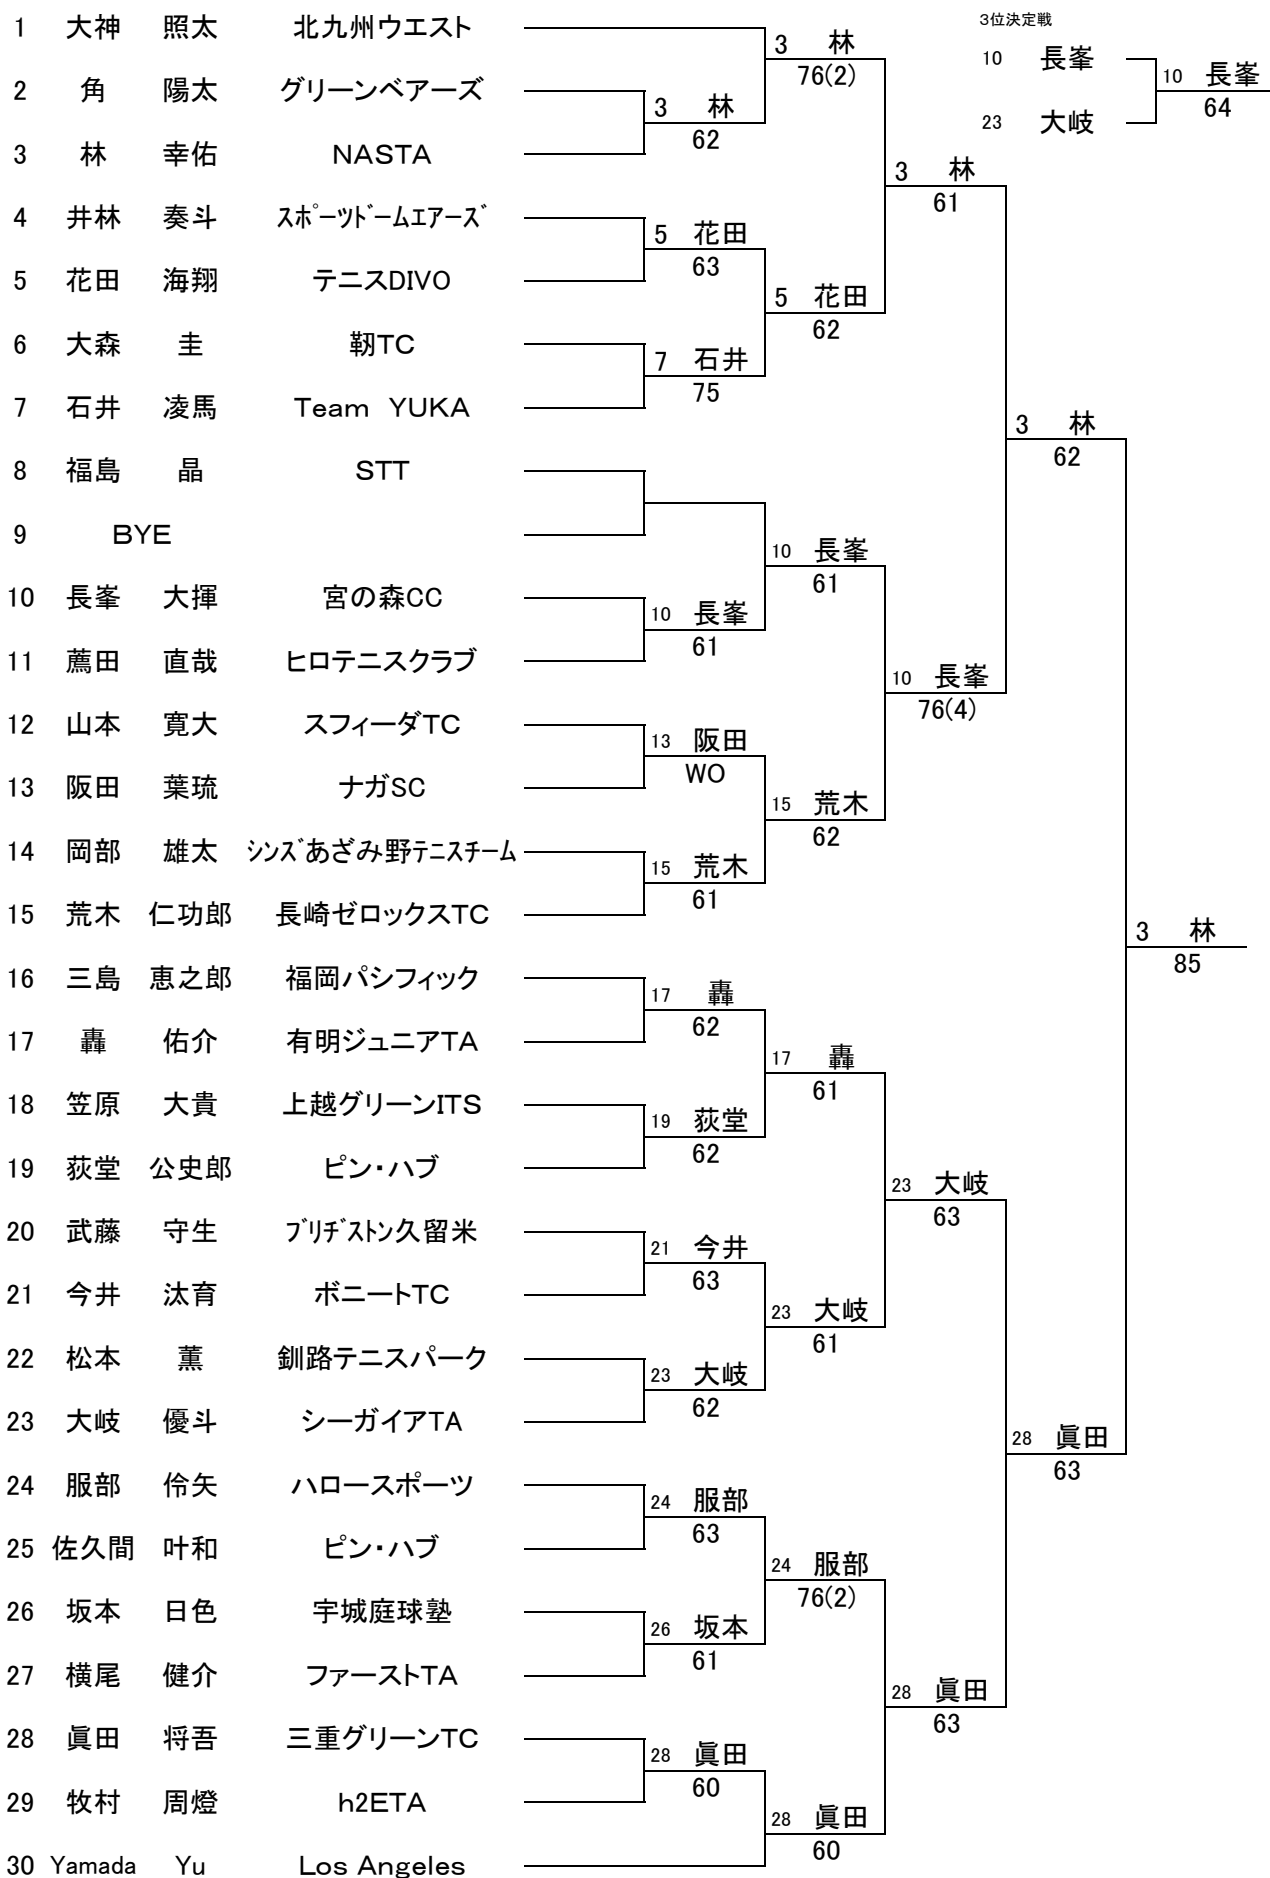 1 大神 照太 北九州ウエスト
2 角 陽太 グリーンベアーズ
3 林 幸佑 NASTA
4 井林 奏斗 スポーツドームエアーズ
5 花田 海翔 テニスDIVO
6 大森 圭 靭TC
7 石井 凌馬 Team YUKA
8 福島 晶 STT
9 BYE
10 長峯 大揮 宮の森CC
11 薦田 直哉 ヒロテニスクラブ
12 山本 寛大 スフィーダTC
13 阪田 葉琉 ナガSC
14 岡部 雄太 シンズあざみ野テニスチーム
15 荒木 仁功郎 長崎ゼロックスTC
16 三島 恵之郎 福岡パシフィック
17 轟 佑介 有明ジュニアTA
18 笠原 大貴 上越グリーンITS
19 荻堂 公史郎 ピン・ハブ
20 武藤 守生 ブリヂストン久留米
21 今井 汰育 ボニートTC
22 松本 薫 釧路テニスパーク
23 大岐 優斗 シーガイアTA
24 服部 伶矢 ハロースポーツ
25 佐久間 叶和 ピン・ハブ
26 坂本 日色 宇城庭球塾
27 横尾 健介 ファーストTA
28 眞田 将吾 三重グリーンTC
29 牧村 周燈 h2ETA
30 Yamada Yu Los Angeles
3 林
62
5 花田
63
7 石井
75
10 長峯
61
13 阪田
WO
15 荒木
61
17 轟
62
19 荻堂
62
21 今井
63
23 大岐
62
24 服部
63
26 坂本
61
28 眞田
60
3 林
76(2)
5 花田
62
10 長峯
61
15 荒木
62
17 轟
61
23 大岐
61
24 服部
76(2)
28 眞田
60
3 林
61
10 長峯
76(4)
23 大岐
63
28 眞田
63
3 林
62
28 眞田
63
3 林
85
3位決定戦
10 長峯
23 大岐
10 長峯
64